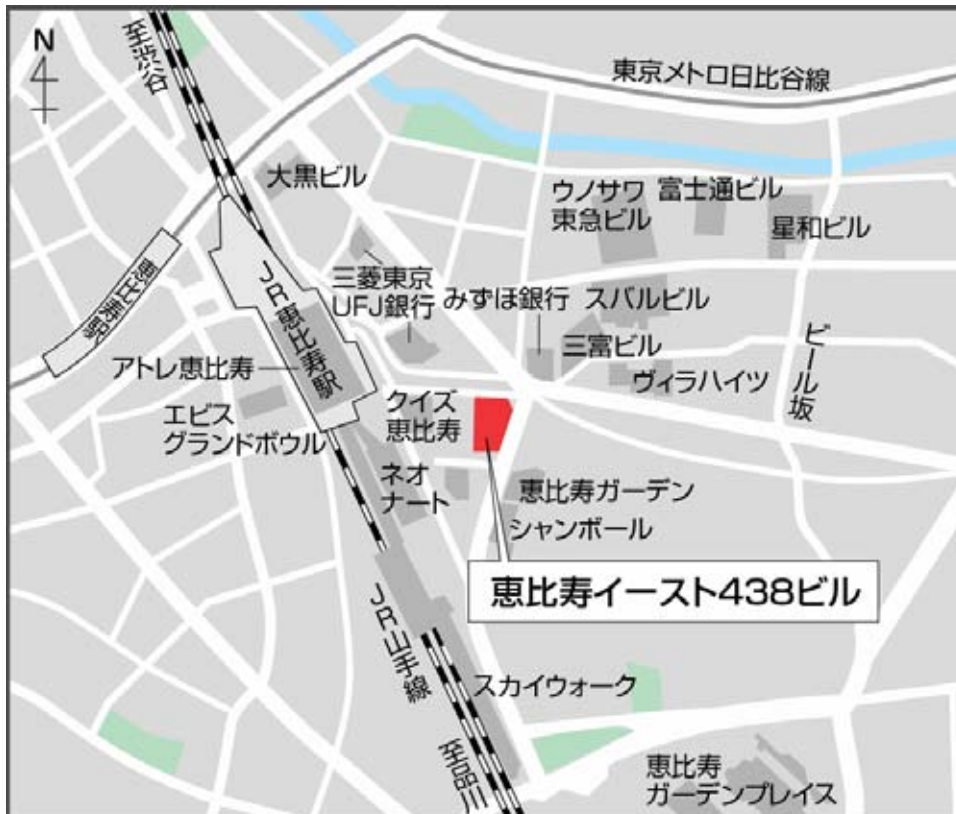 N
至渋谷
東京メトロ日比谷線
大黒ビル
ウノサワ
東急ビル
富士通ビル
星和ビル
恵比寿駅
JR恵比寿駅
三菱東京
UFJ銀行
みずほ銀行
スバルビル
三富ビル
ヴィラハイツ
ビール坂
アトレ恵比寿
エビス
グランドボウル
クイズ
恵比寿
ネオ
ナート
恵比寿ガーデン
シャンボール
恵比寿イースト438ビル
JR山手線
スカイウォーク
至品川
恵比寿
ガーデンプレイス